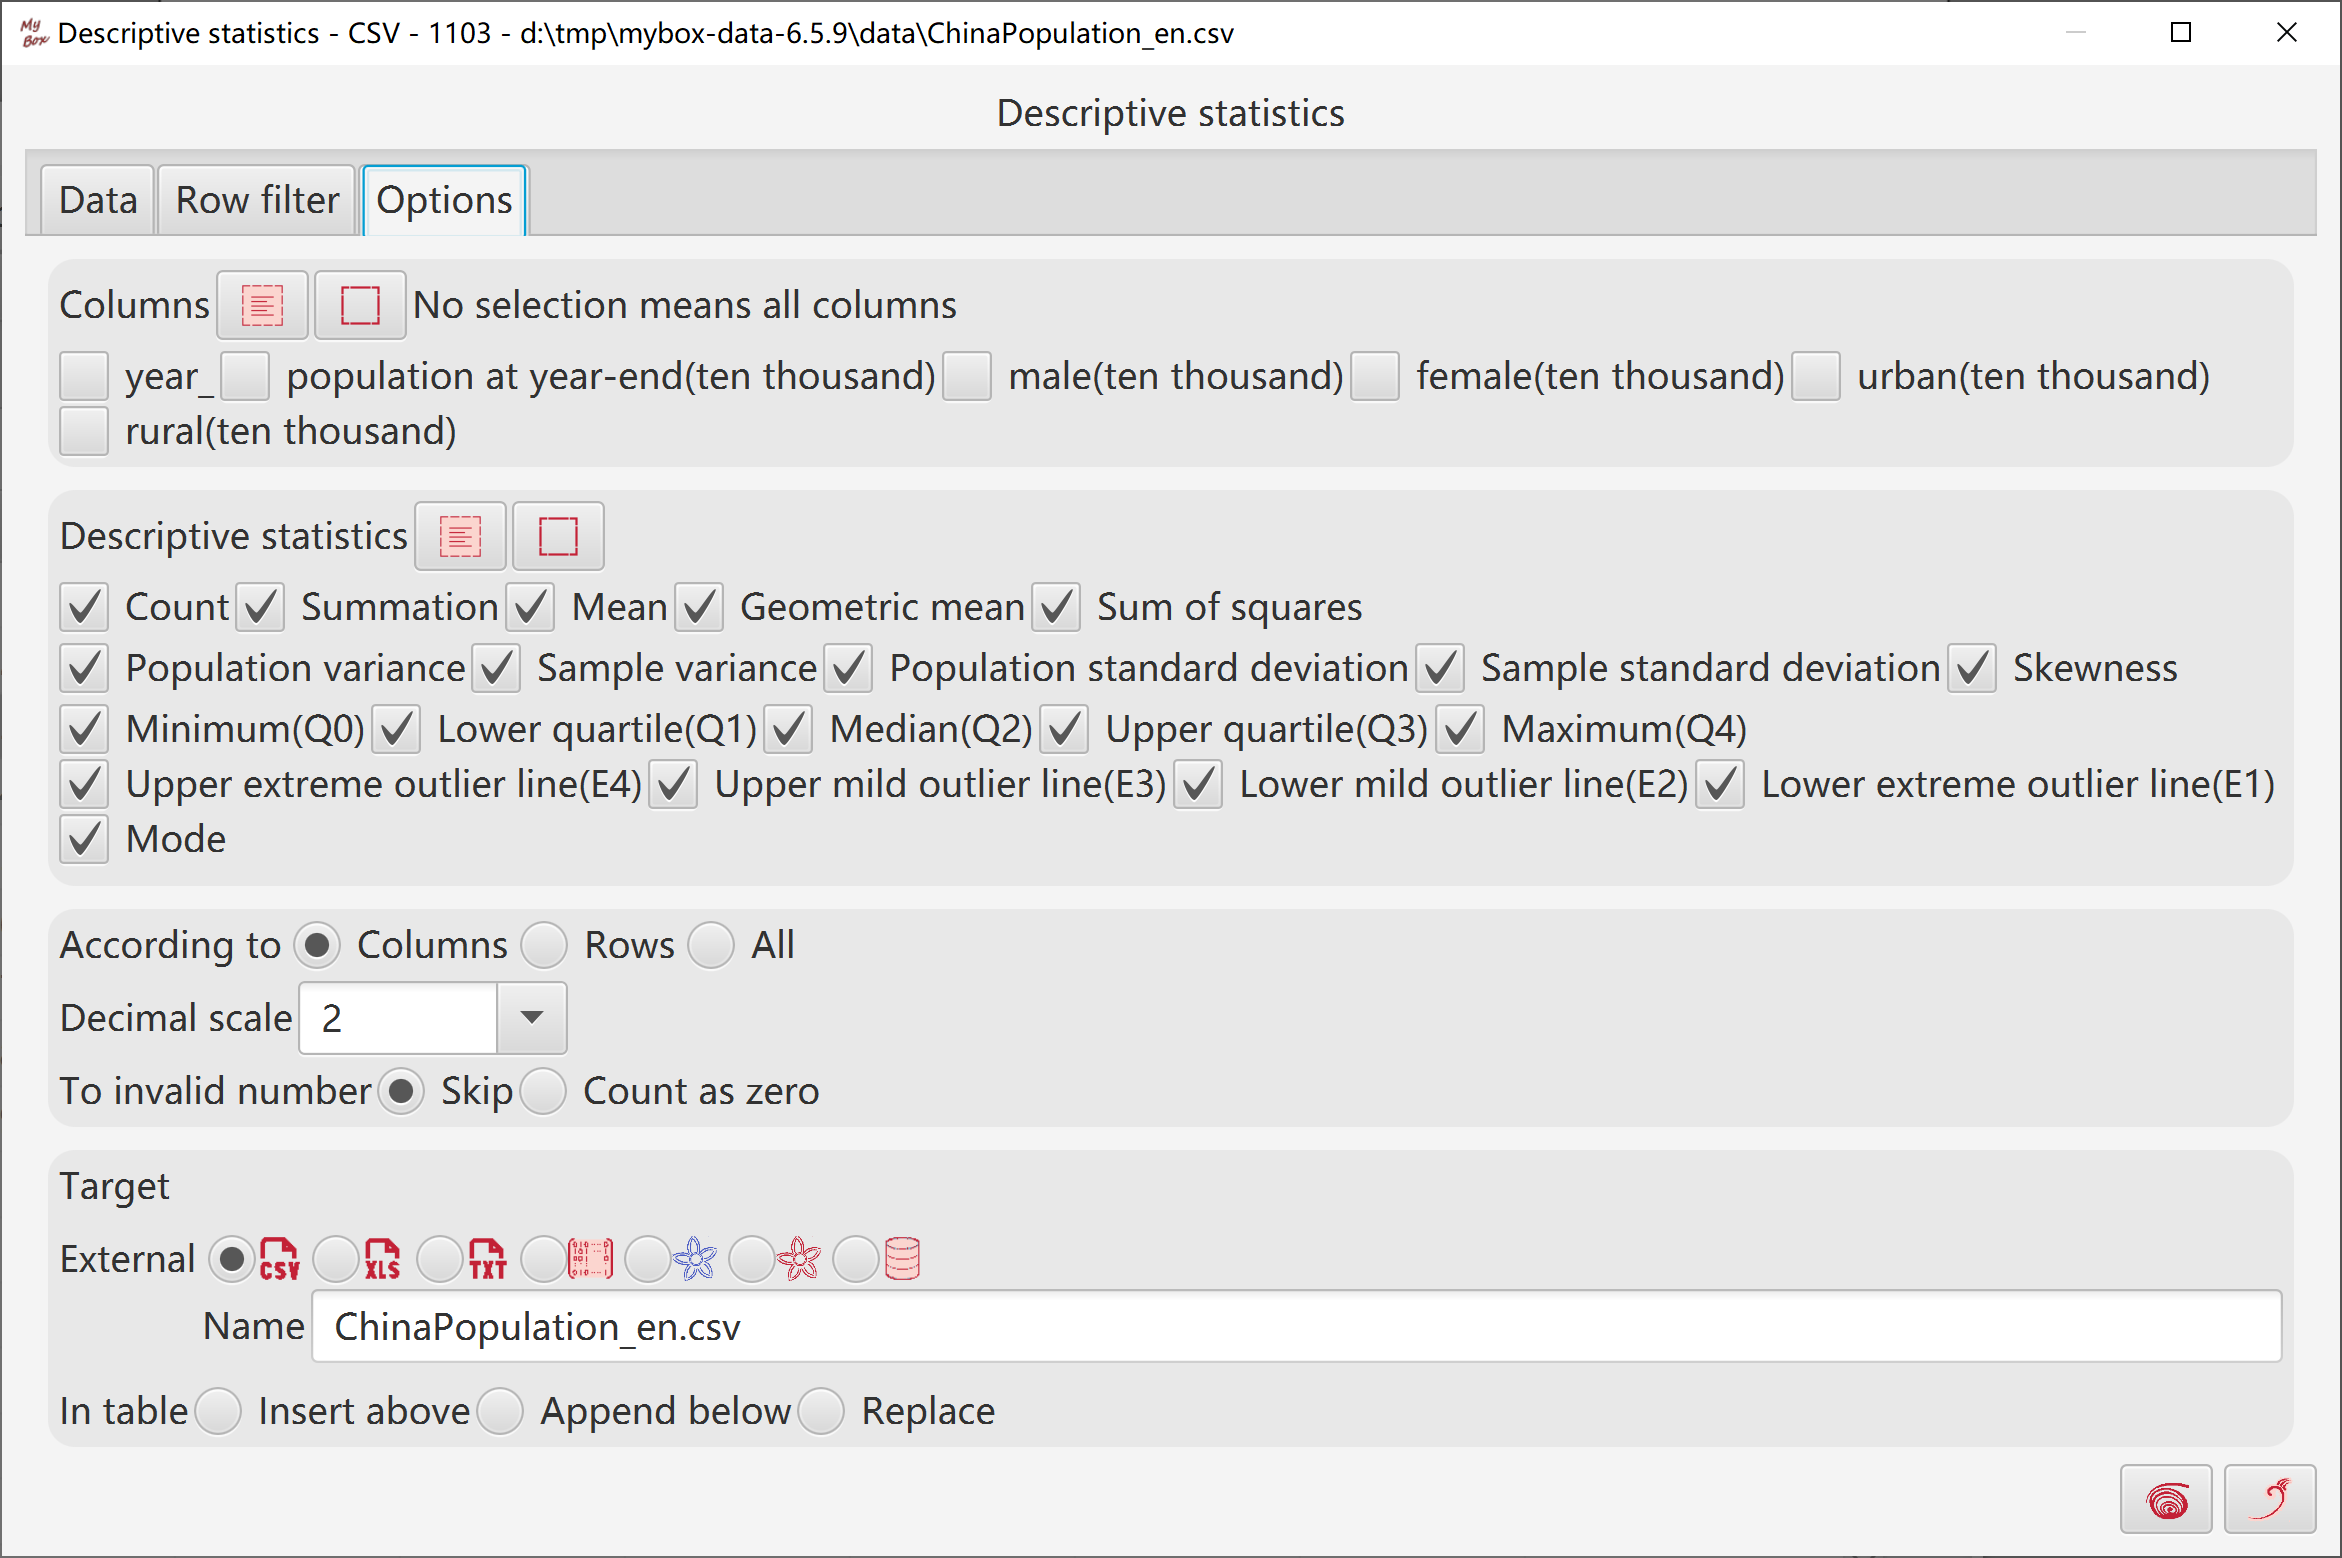 My Box Descriptive statistics - CSV - 1103 - d:\tmp\mybox-data-6.5.9\data\ChinaPopulation_en.csv
Descriptive statistics
Data Row filter Options
Columns No selection means all columns
year_ population at year-end(ten thousand) male(ten thousand) female(ten thousand) urban(ten thousand)
rural(ten thousand)
Descriptive statistics
Count Summation Mean Geometric mean Sum of squares
Population variance Sample variance Population standard deviation Sample standard deviation Skewness
Minimum(Q0) Lower quartile(Q1) Median(Q2) Upper quartile(Q3) Maximum(Q4)
Upper extreme outlier line(E4) Upper mild outlier line(E3) Lower mild outlier line(E2) Lower extreme outlier line(E1)
Mode
According to Columns Rows All
Decimal scale 2
To invalid number Skip Count as zero
Target
External CSV XLS TXT
Name ChinaPopulation_en.csv
In table Insert above Append below Replace